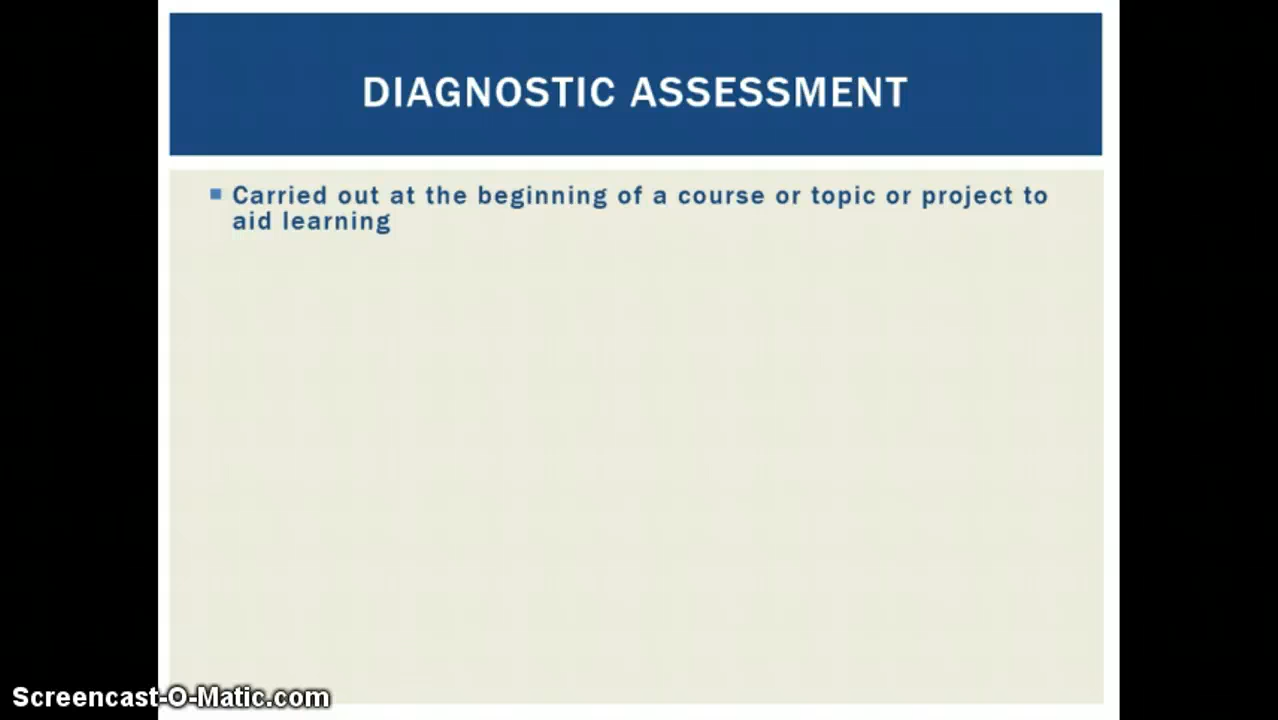 DIAGNOSTIC ASSESSMENT
Carried out at the beginning of a course or topic or project to
aid learning
Screencast-O-Matic.com